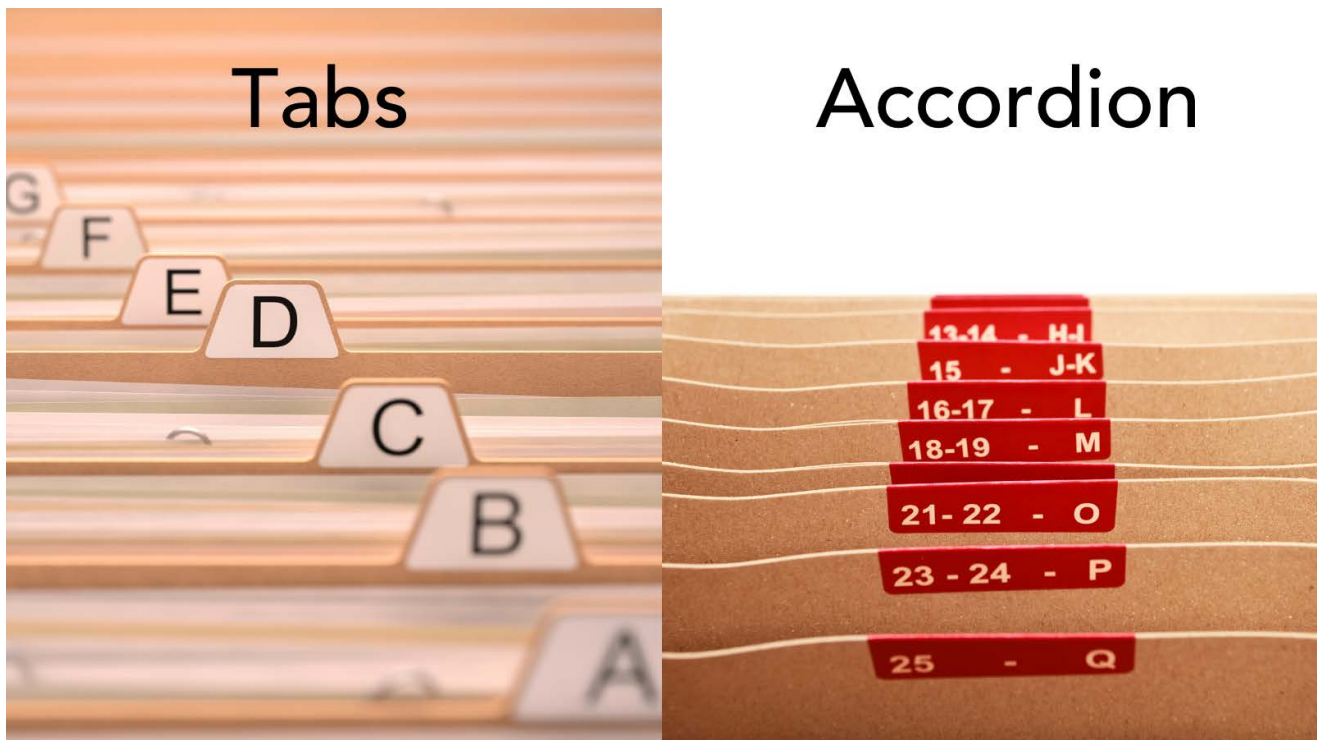 Tabs
G
F
E
D
C
B
A
Accordion
13-14 - H-I
15 - J-K
16-17 - L
18-19 - M
21-22 - O
23 - 24 - P
25 - Q